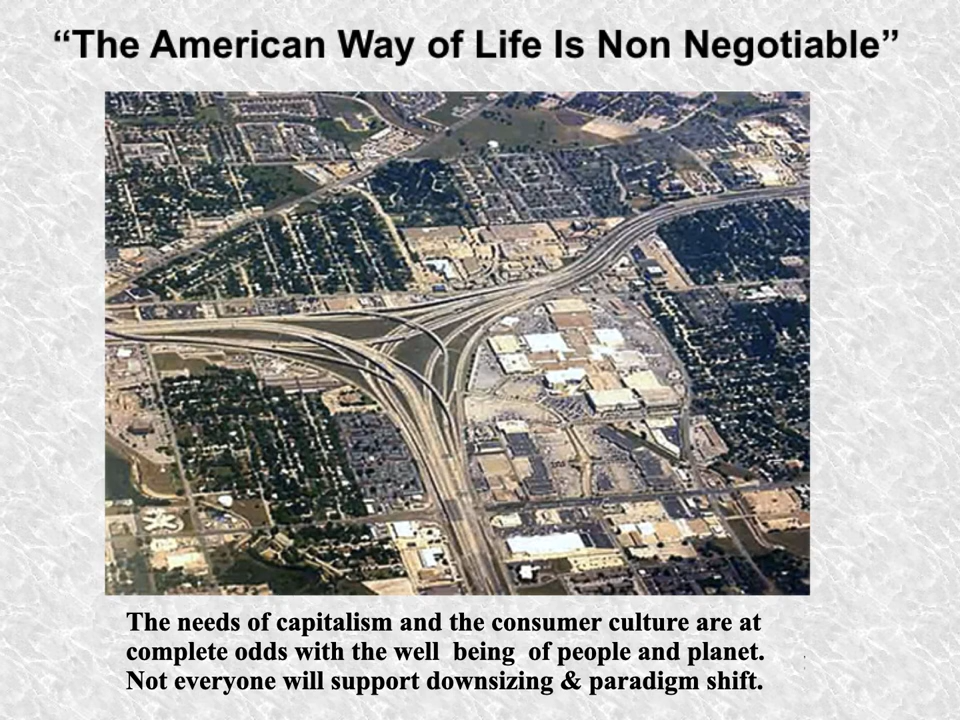 “The American Way of Life Is Non Negotiable”
The needs of capitalism and the consumer culture are at
complete odds with the well being of people and planet.
Not everyone will support downsizing & paradigm shift.